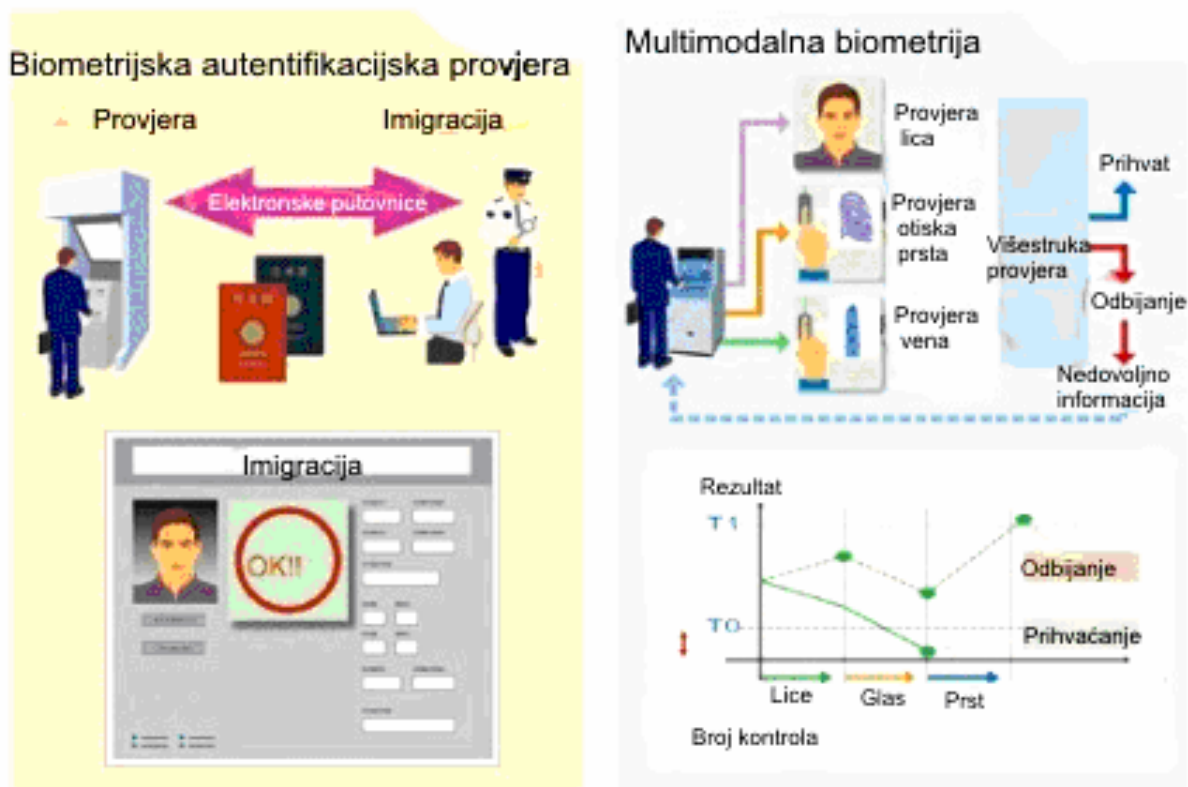 Biometrijska autentifikacijska provjera
Provjera
Imigracija
Elektronske putovnice
Imigracija
OK!!
Multimodalna biometrija
Provjera
lica
Provjera
otiska
prsta
Provjera
vena
Višestruka
provjera
Prihvat
Odbijanje
Nedovoljno
informacija
Rezultat
T1
Odbijanje
T0
Prihvaćanje
Lice
Glas
Prst
Broj kontrola